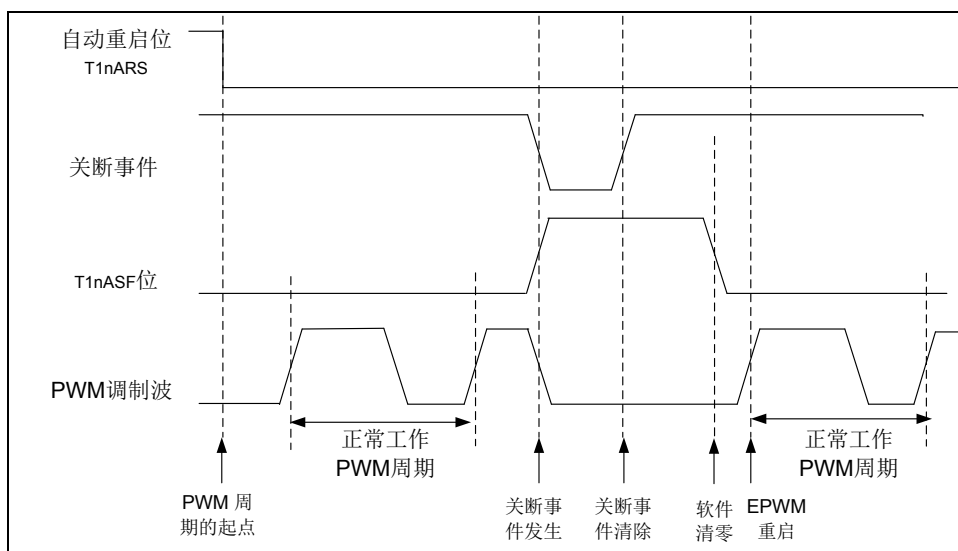 自动重启位
T1nARS
关断事件
T1nASF位
PWM调制波
正常工作
PWM周期
正常工作
PWM周期
PWM 周
期的起点
关断事
件发生
关断事
件清除
软件
清零
EPWM
重启